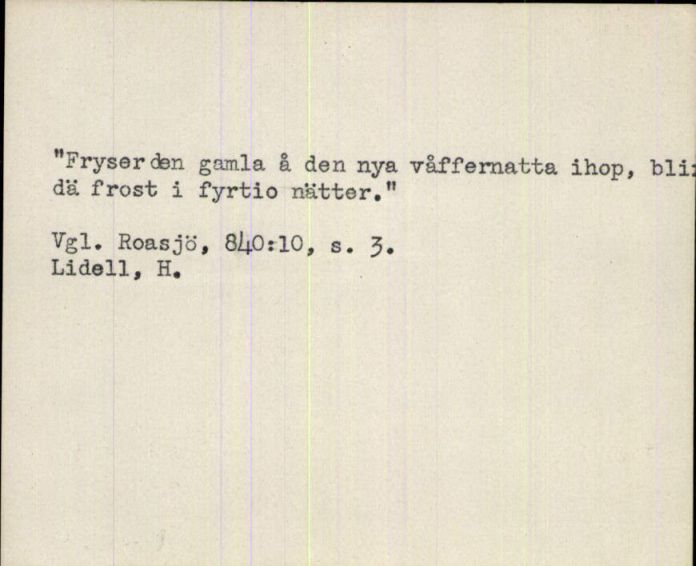 "Fryser den gamla å den nya våffernatta ihop, bli
dä frost i fyrtio nätter."
Vgl. Roasjö, 840:10, s. 3.
Lidell, H.